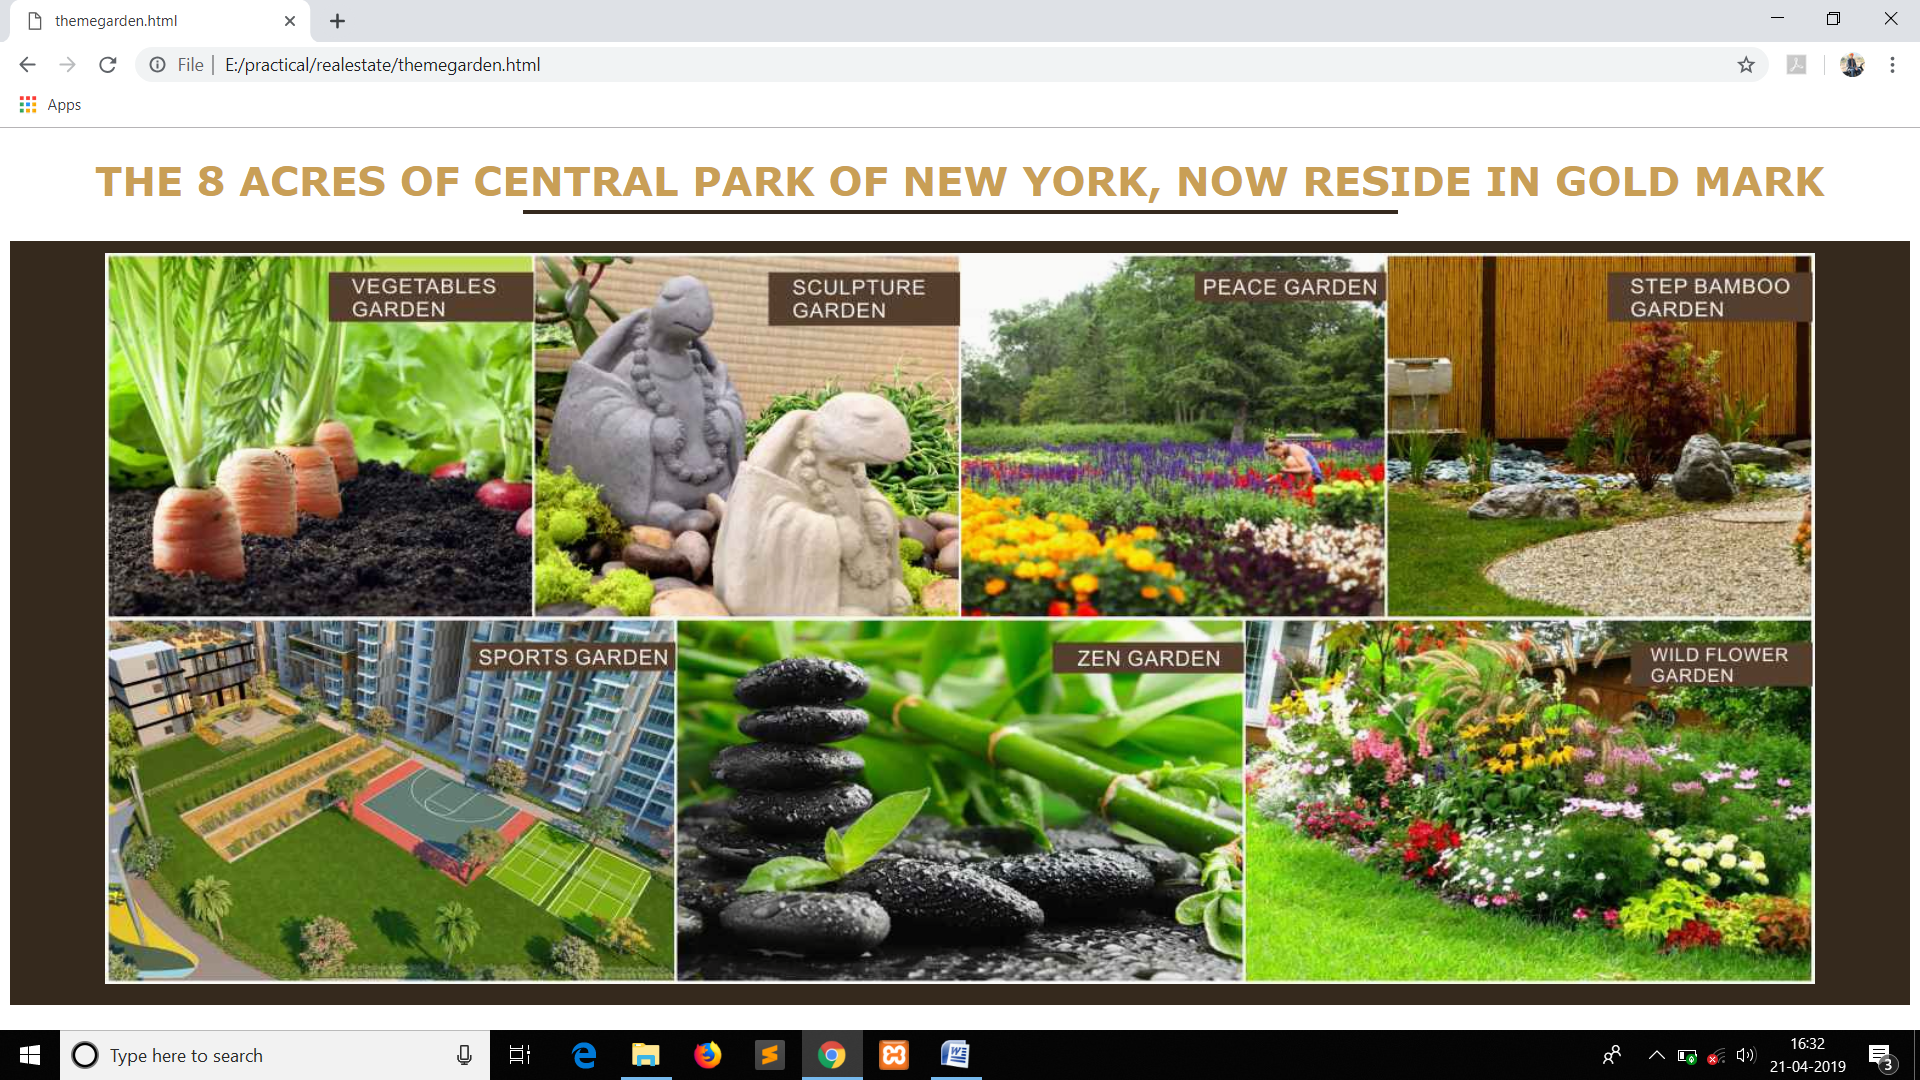 themegarden.html
File
E:/practical/realestate/themegarden.html
Apps
THE 8 ACRES OF CENTRAL PARK OF NEW YORK, NOW RESIDE IN GOLD MARK
VEGETABLES
GARDEN
SCULPTURE
GARDEN
PEACE GARDEN
STEP BAMBOO
GARDEN
SPORTS GARDEN
ZEN GARDEN
WILD FLOWER
GARDEN
Type here to search
16:32
21-04-2019
3